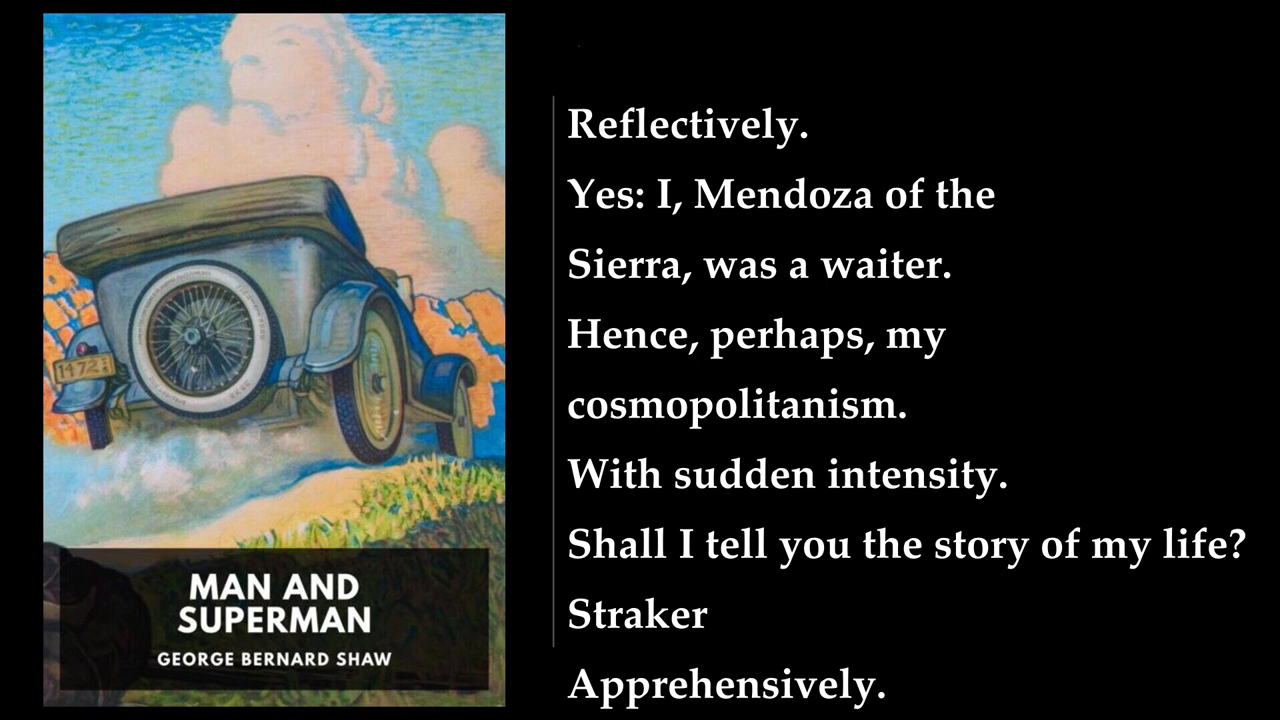 1472
MAN AND
SUPERMAN
GEORGE BERNARD SHAW
Reflectively.
Yes: I, Mendoza of the
Sierra, was a waiter.
Hence, perhaps, my
cosmopolitanism.
With sudden intensity.
Shall I tell you the story of my life?
Straker
Apprehensively.